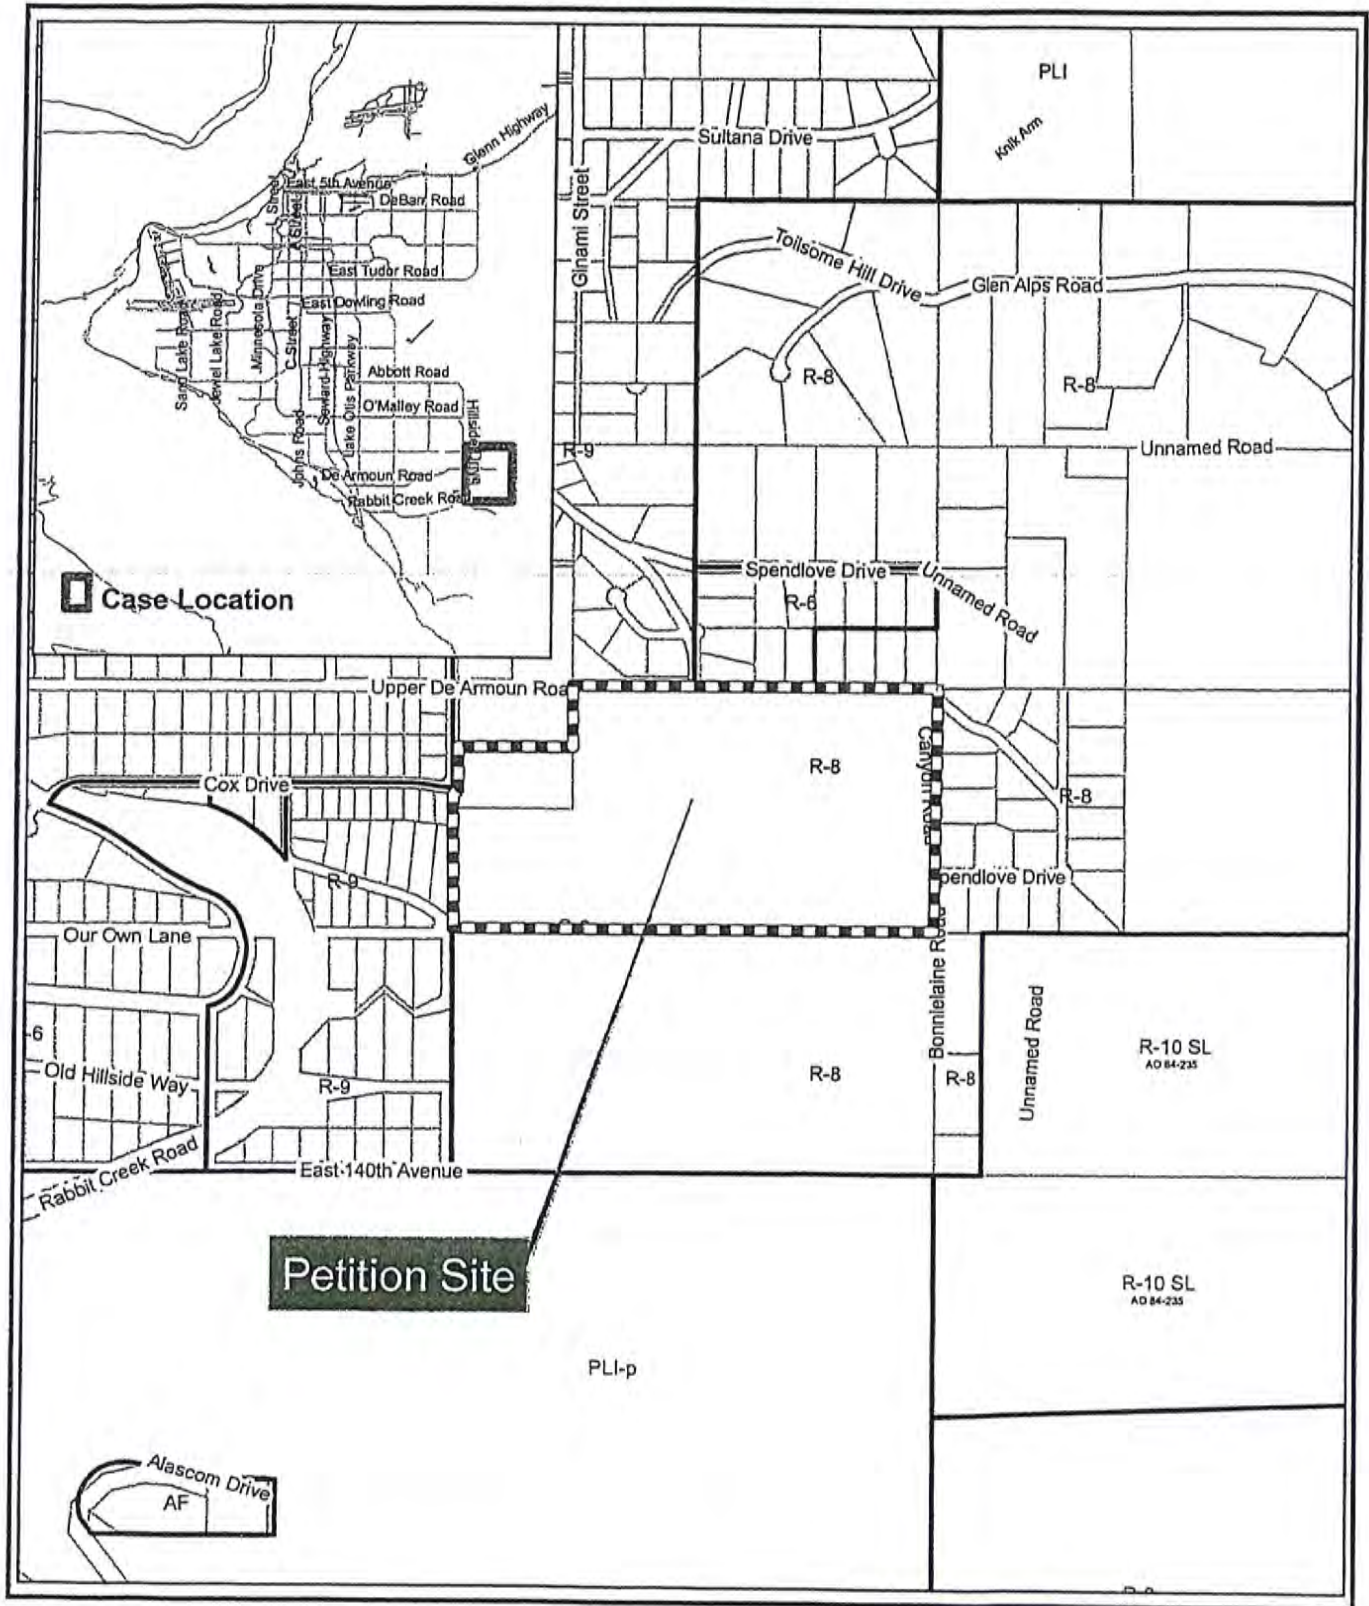 Glenn Highway
East 5th Avenue
DeBarr Road
Street
A Street
East Tudor Road
East Dowling Road
Minnesota Drive
C Street
Seward Highway
Lake Otis Parkway
Sand Lake Road
Jewel Lake Road
Abbott Road
O'Malley Road
Johns Road
Hillside Drive
De Armoun Road
Rabbit Creek Roa
Case Location
PLI
Knik Arm
Sultana Drive
Ginami Street
Toilsome Hill Drive
Glen Alps Road
R-8
R-8
R-9
Unnamed Road
Spendlove Drive
Unnamed Road
R-6
Upper De Armoun Roa
R-8
Canyon Road
Cox Drive
R-8
R-9
pendlove Drive
Our Own Lane
Bonnielaine Road
Unnamed Road
-6
R-10 SL
AO 84-235
Old Hillside Way
R-9
R-8
R-8
Rabbit Creek Road
East 140th Avenue
Petition Site
R-10 SL
AO 84-235
PLI-p
Alascom Drive
AF